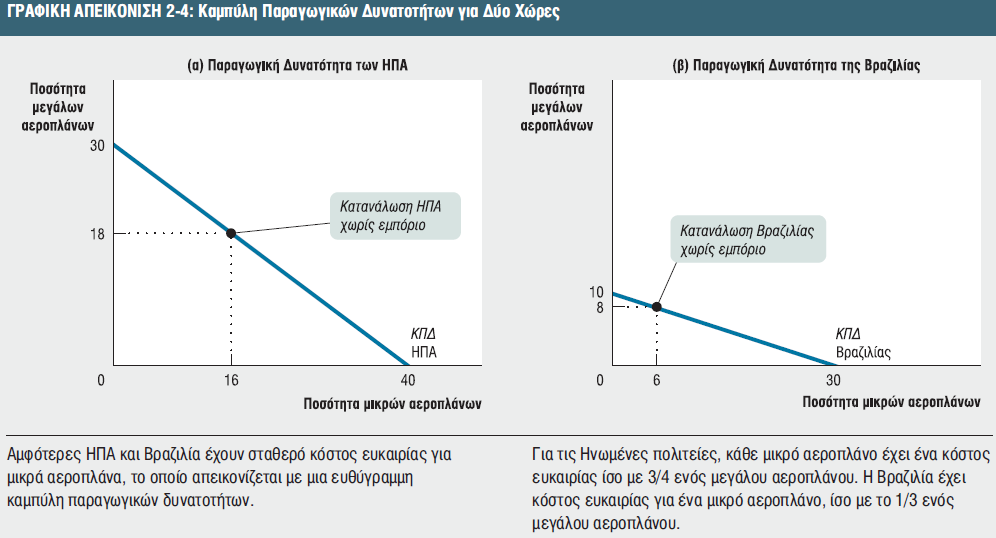 ΓΡΑΦΙΚΗ ΑΠΕΙΚΟΝΙΣΗ 2-4: Καμπύλη Παραγωγικών Δυνατοτήτων για Δύο Χώρες
(α) Παραγωγική Δυνατότητα των ΗΠΑ
Ποσότητα
μεγάλων
αεροπλάνων
30
18
Κατανάλωση ΗΠΑ
χωρίς εμπόριο
ΚΠΔ
ΗΠΑ
0
16
40
Ποσότητα μικρών αεροπλάνων
(β) Παραγωγική Δυνατότητα της Βραζιλίας
Ποσότητα
μεγάλων
αεροπλάνων
10
8
Κατανάλωση Βραζιλίας
χωρίς εμπόριο
ΚΠΔ
Βραζιλίας
0
6
30
Ποσότητα μικρών αεροπλάνων
Αμφότερες ΗΠΑ και Βραζιλία έχουν σταθερό κόστος ευκαιρίας για
μικρά αεροπλάνα, το οποίο απεικονίζεται με μια ευθύγραμμη
καμπύλη παραγωγικών δυνατοτήτων.
Για τις Ηνωμένες πολιτείες, κάθε μικρό αεροπλάνο έχει ένα κόστος
ευκαιρίας ίσο με 3/4 ενός μεγάλου αεροπλάνου. Η Βραζιλία έχει
κόστος ευκαιρίας για ένα μικρό αεροπλάνο, ίσο με το 1/3 ενός
μεγάλου αεροπλάνου.